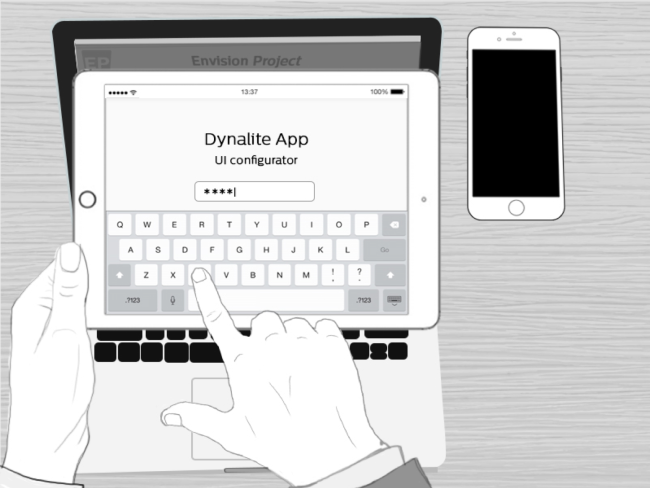 EP
Envision Project
13:37
100%
Dynalite App
UI configurator
****
Q W E R T Y U I O P
A S D F G H J K L Go
Z X V B N M ! , ? .
.?123 .?123